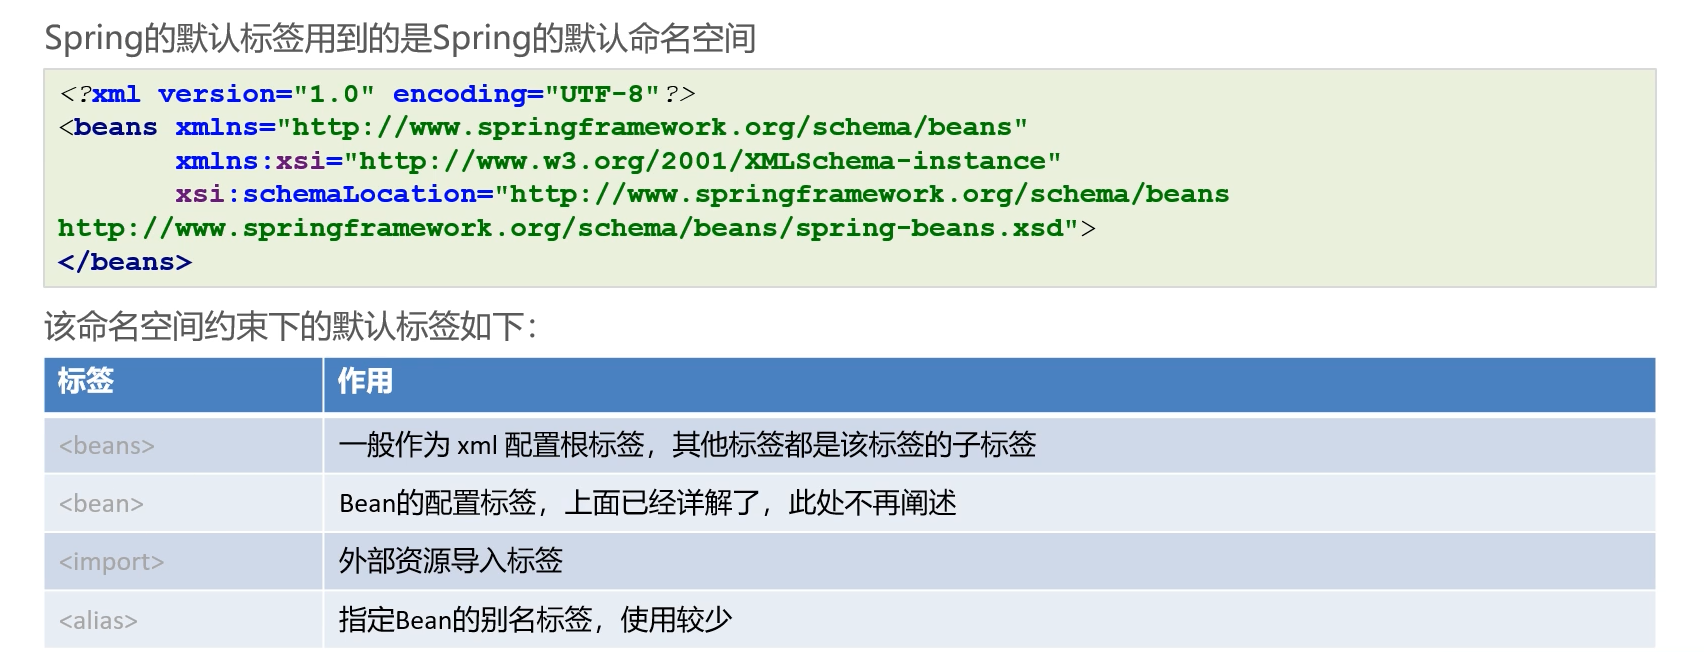 Spring的默认标签用到的是Spring的默认命名空间
<?xml version="1.0" encoding="UTF-8"?>
<beans xmlns="http://www.springframework.org/schema/beans"
xmlns:xsi="http://www.w3.org/2001/XMLSchema-instance"
xsi:schemaLocation="http://www.springframework.org/schema/beans
http://www.springframework.org/schema/beans/spring-beans.xsd">
</beans>
该命名空间约束下的默认标签如下：
标签 作用
<beans> 一般作为 xml 配置根标签，其他标签都是该标签的子标签
<bean> Bean的配置标签，上面已经详解了，此处不再阐述
<import> 外部资源导入标签
<alias> 指定Bean的别名标签，使用较少